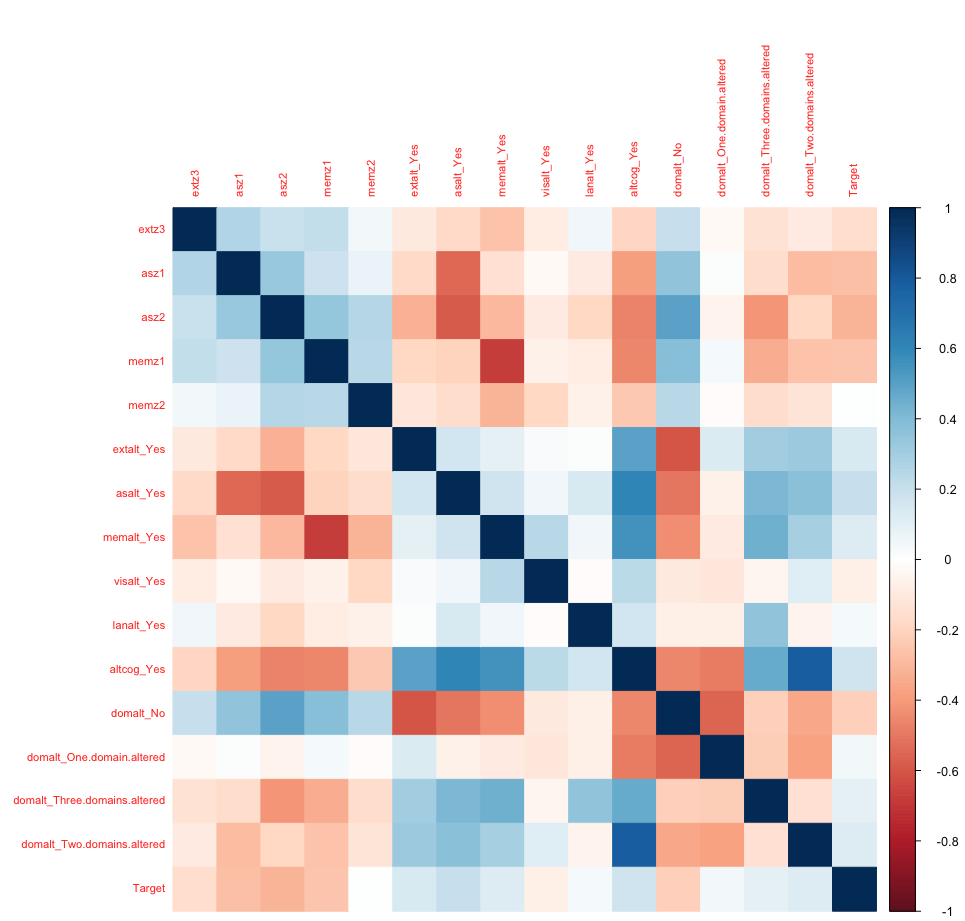 extz3
asz1
asz2
memz1
memz2
extalt_Yes
asalt_Yes
memalt_Yes
visalt_Yes
lanalt_Yes
altcog_Yes
domalt_No
domalt_One.domain.altered
domalt_Three.domains.altered
domalt_Two.domains.altered
Target
extz3
asz1
asz2
memz1
memz2
extalt_Yes
asalt_Yes
memalt_Yes
visalt_Yes
lanalt_Yes
altcog_Yes
domalt_No
domalt_One.domain.altered
domalt_Three.domains.altered
domalt_Two.domains.altered
Target
1
0.8
0.6
0.4
0.2
0
-0.2
-0.4
-0.6
-0.8
-1